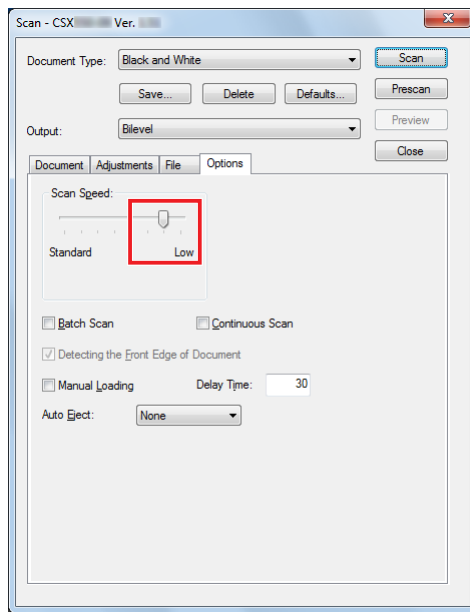 Scan - CSX Ver.
Document Type: Black and White Scan
Save... Delete Defaults... Prescan
Output: Bilevel Preview
Close
Document Adjustments File Options
Scan Speed:
Standard Low
Batch Scan Continuous Scan
Detecting the Front Edge of Document
Manual Loading Delay Time: 30
Auto Eject: None